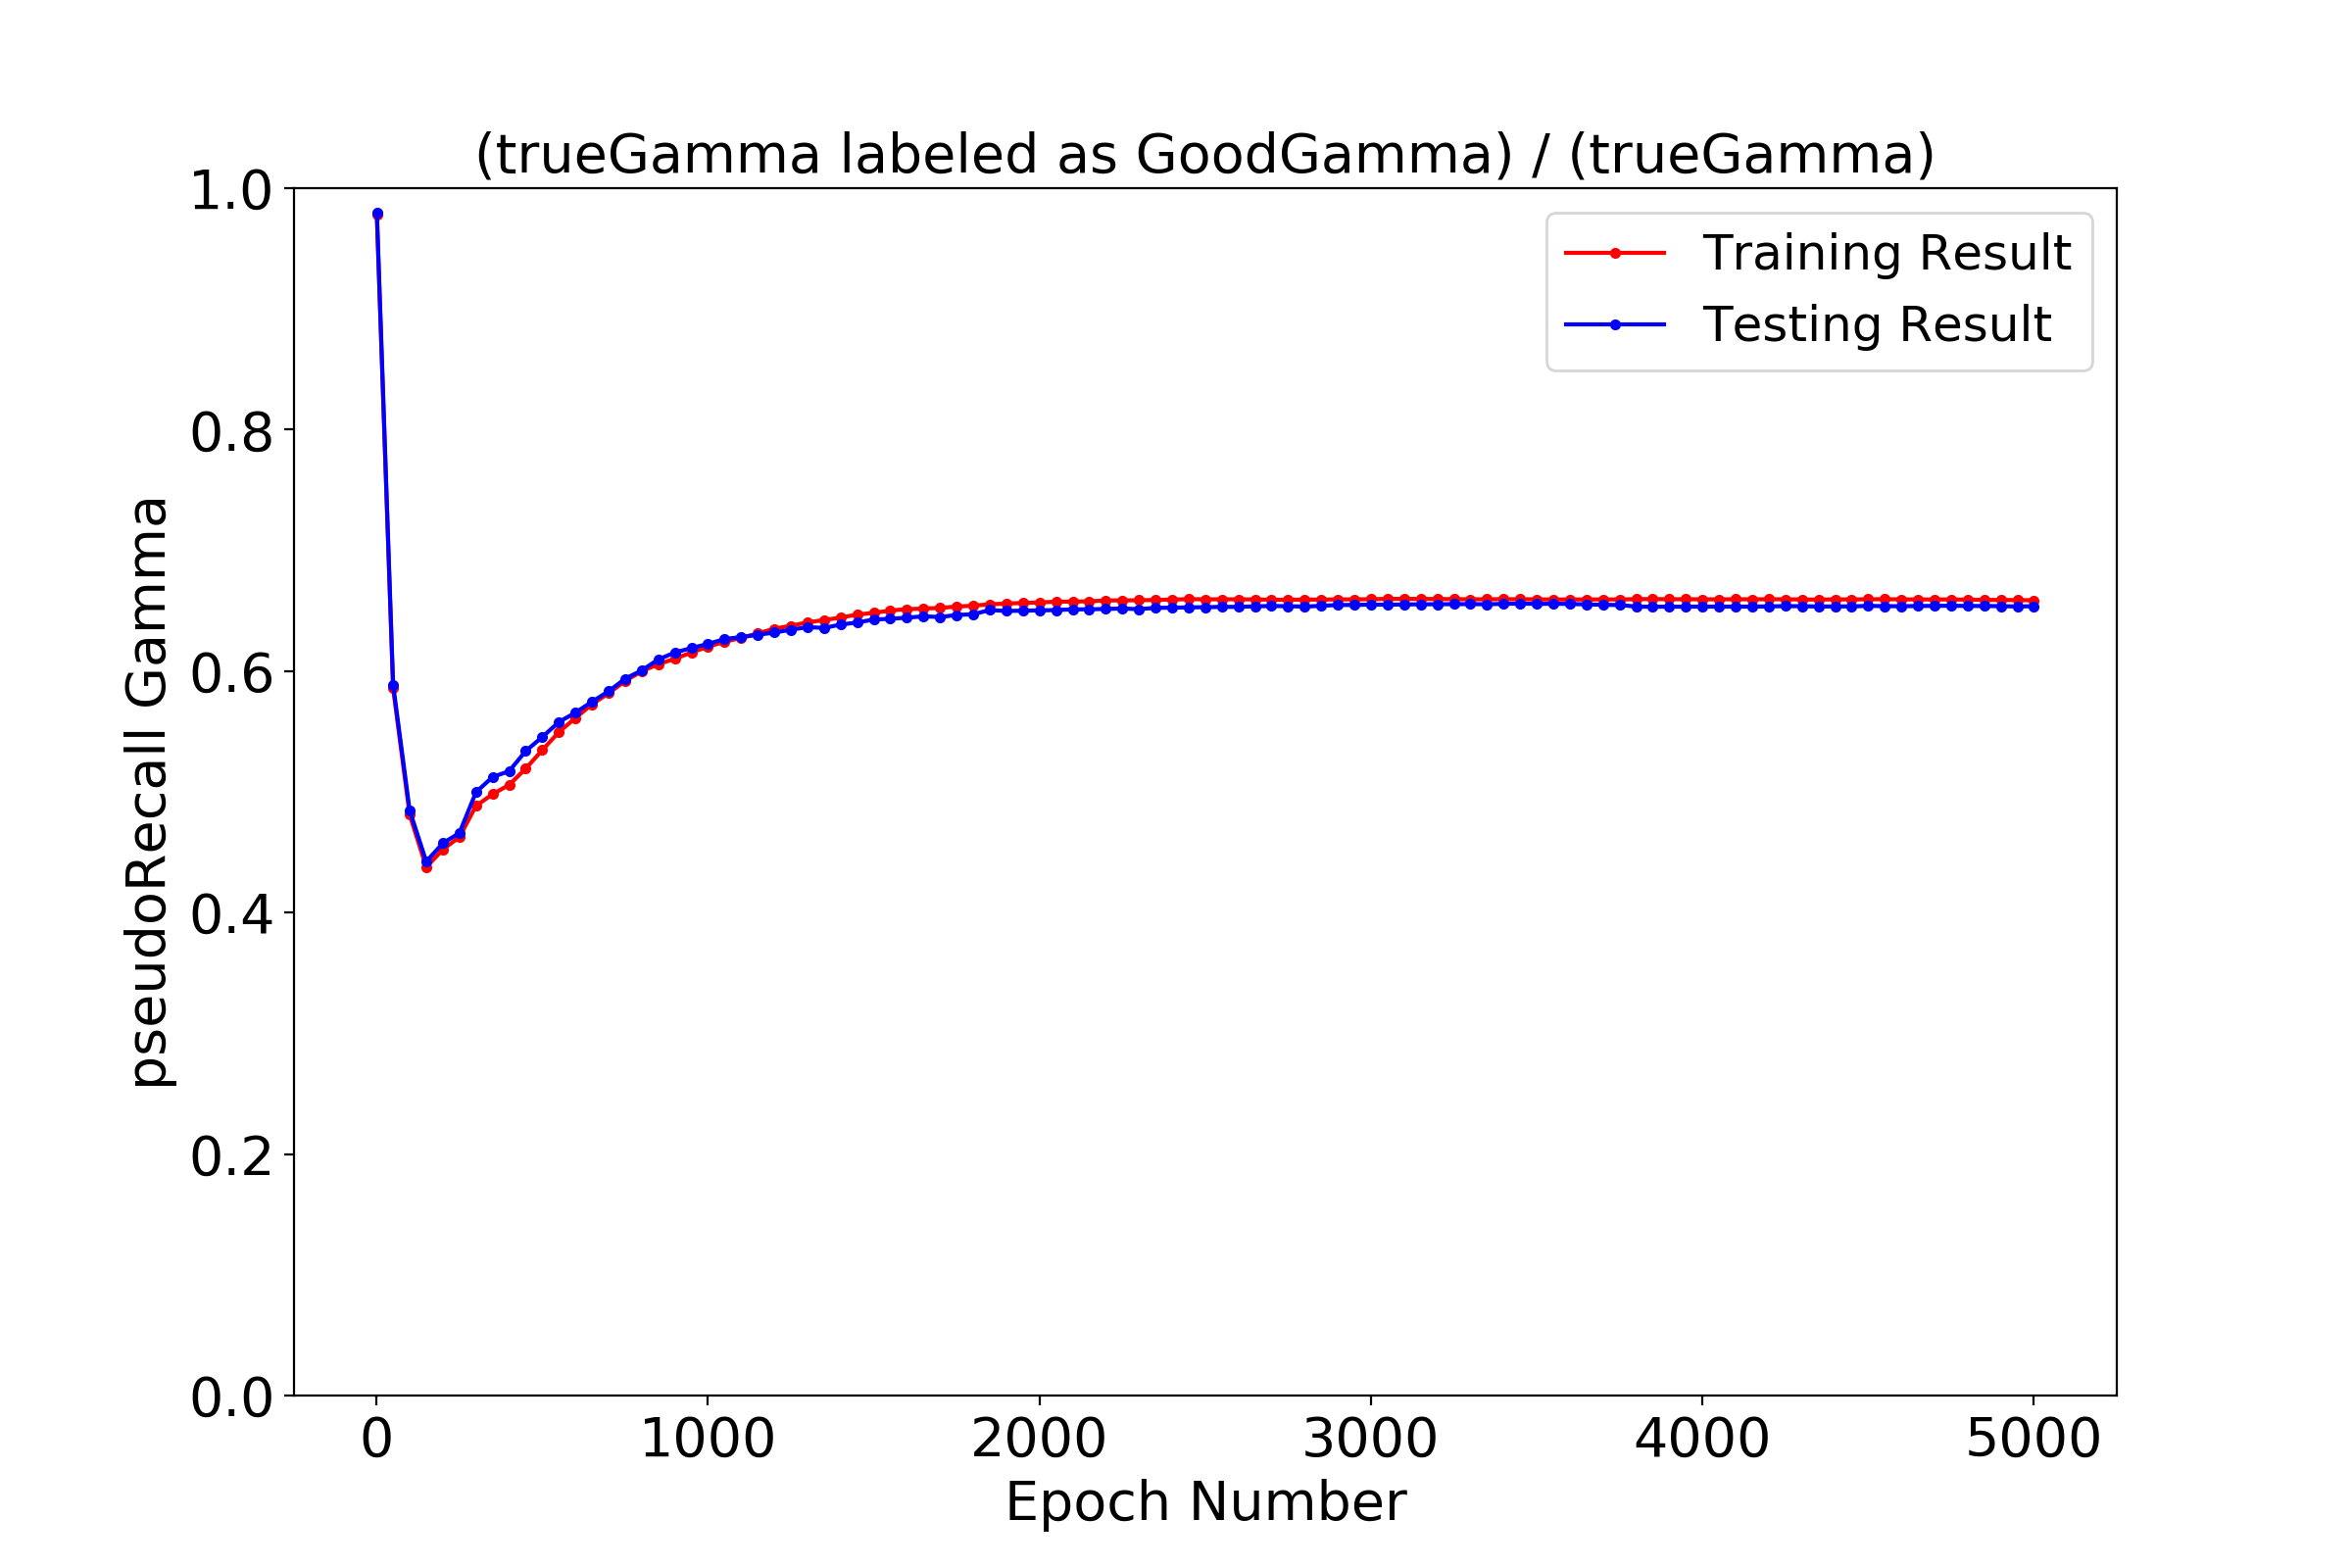 (trueGamma labeled as GoodGamma) / (trueGamma)
Training Result
Testing Result
pseudoRecall Gamma
1.0
0.8
0.6
0.4
0.2
0.0
0 1000 2000 3000 4000 5000
Epoch Number